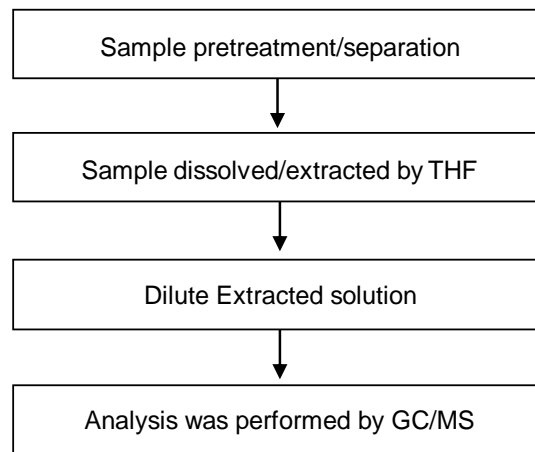 Sample pretreatment/separation
Sample dissolved/extracted by THF
Dilute Extracted solution
Analysis was performed by GC/MS